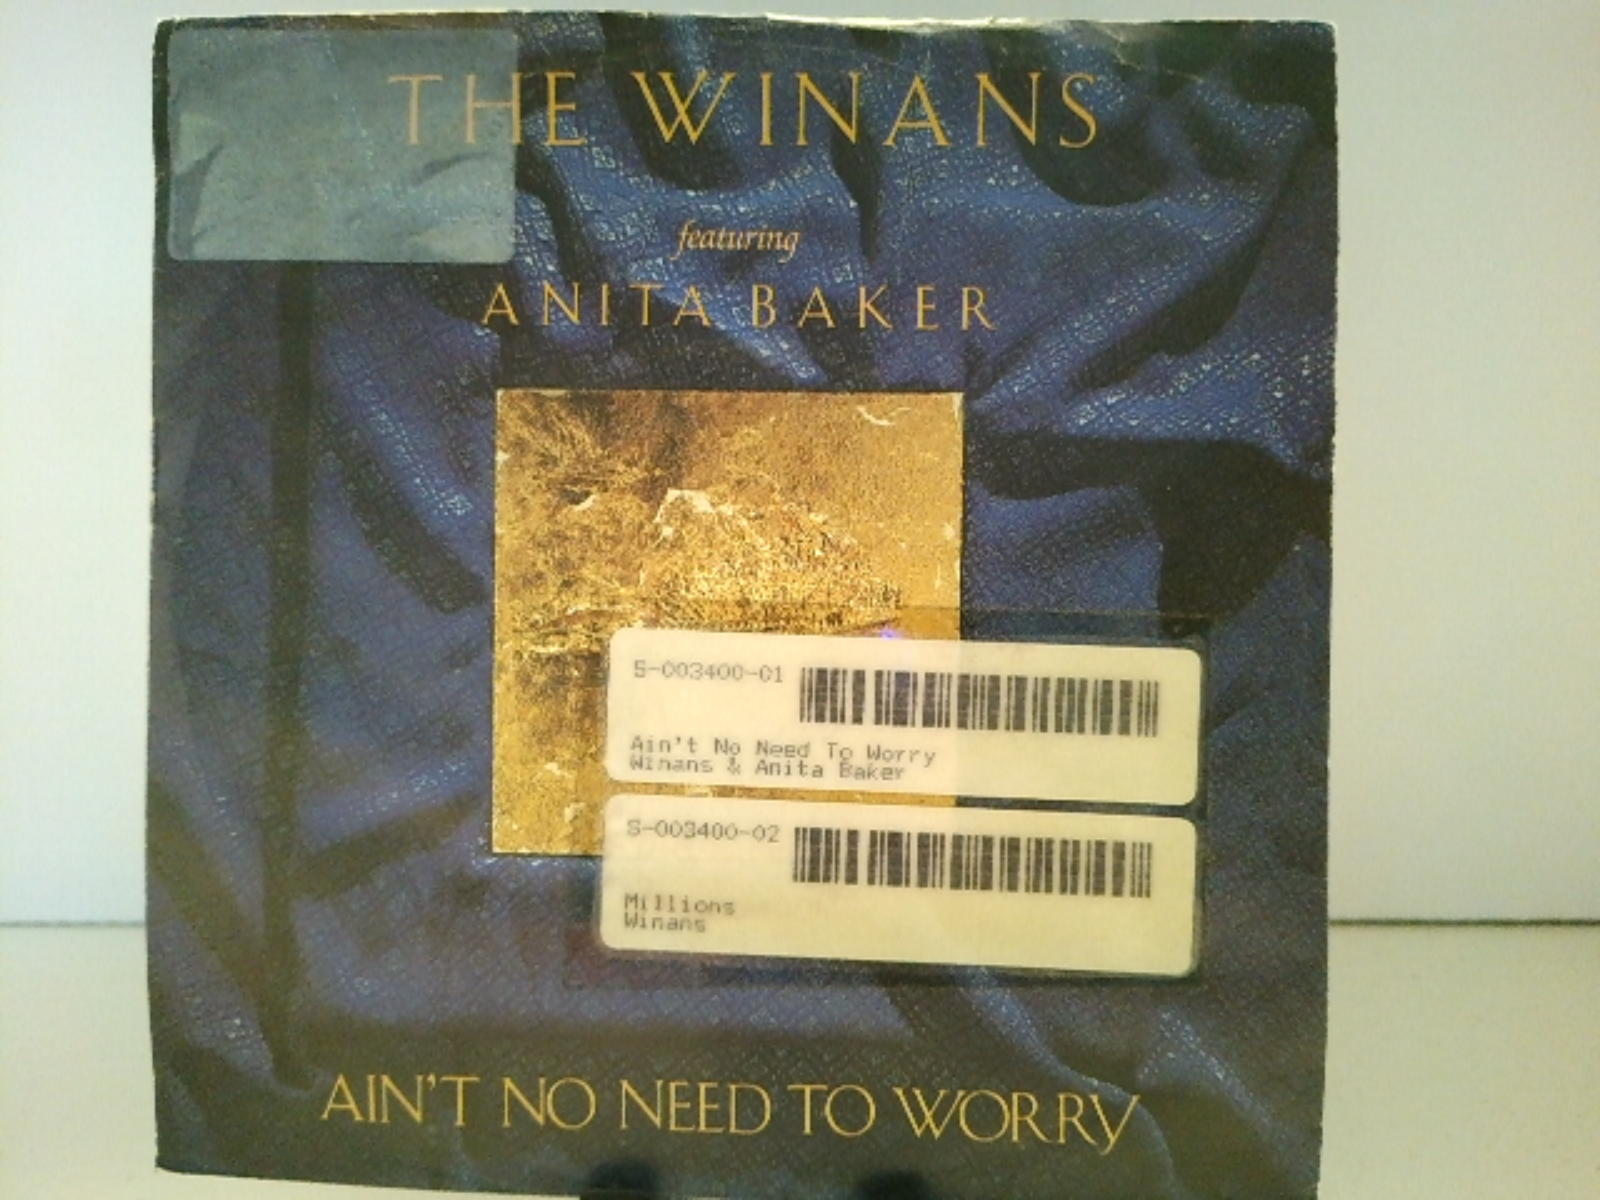 THE WINANS
featuring
ANITA BAKER
S-003400-01
Ain't No Need To Worry
Winans & Anita Baker
S-003400-02
Millions
Winans
AIN'T NO NEED TO WORRY